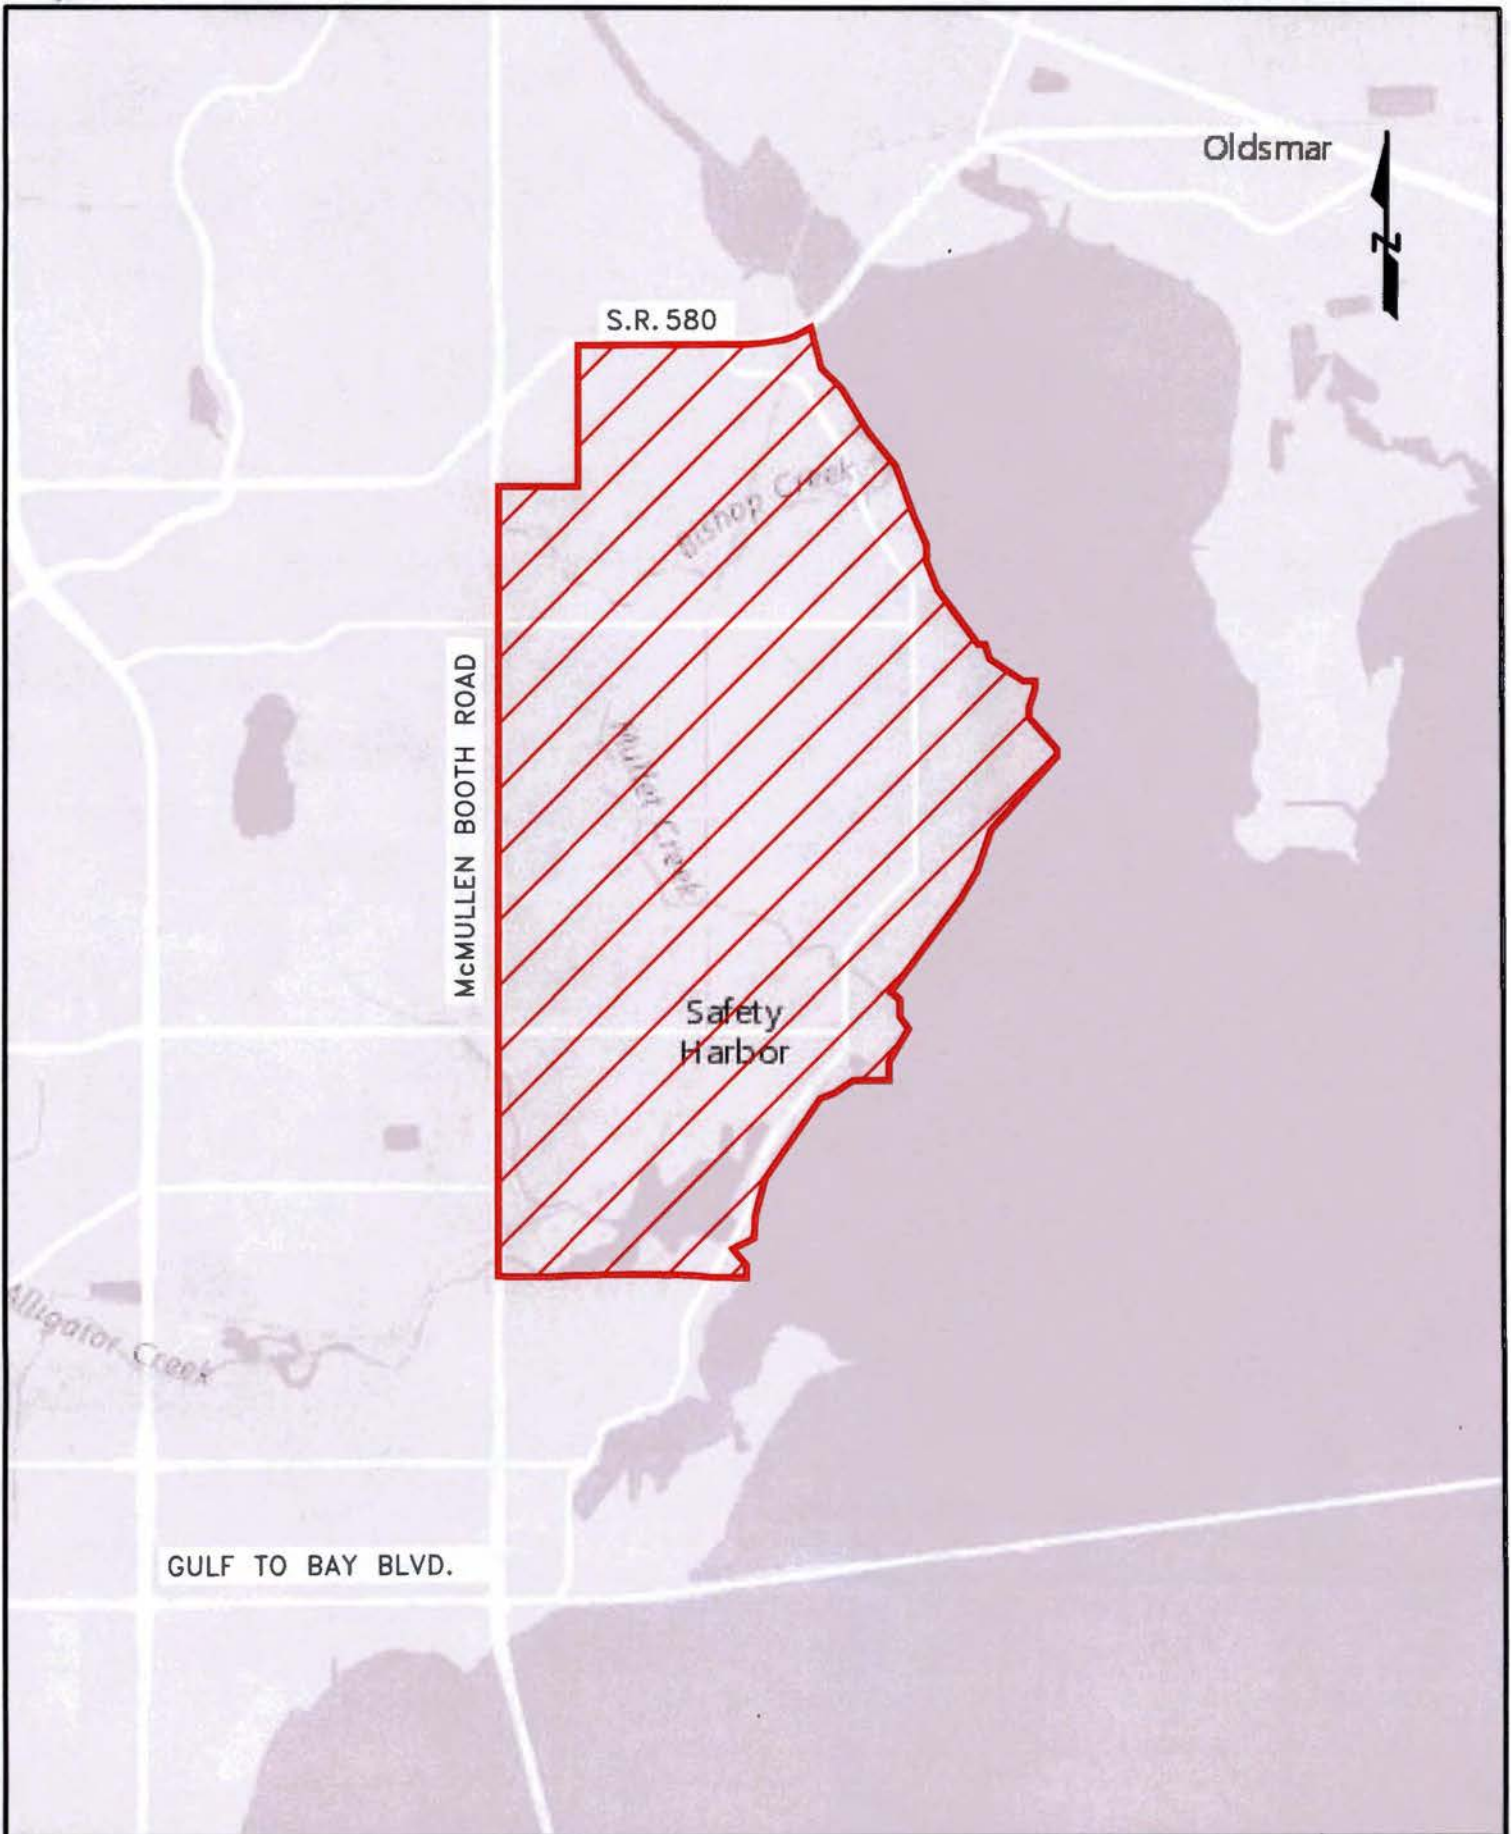 Oldsmar
N
S.R. 580
Bishop Creek
McMULLEN BOOTH ROAD
Mullet Creek
Safety
Harbor
Alligator Creek
GULF TO BAY BLVD.